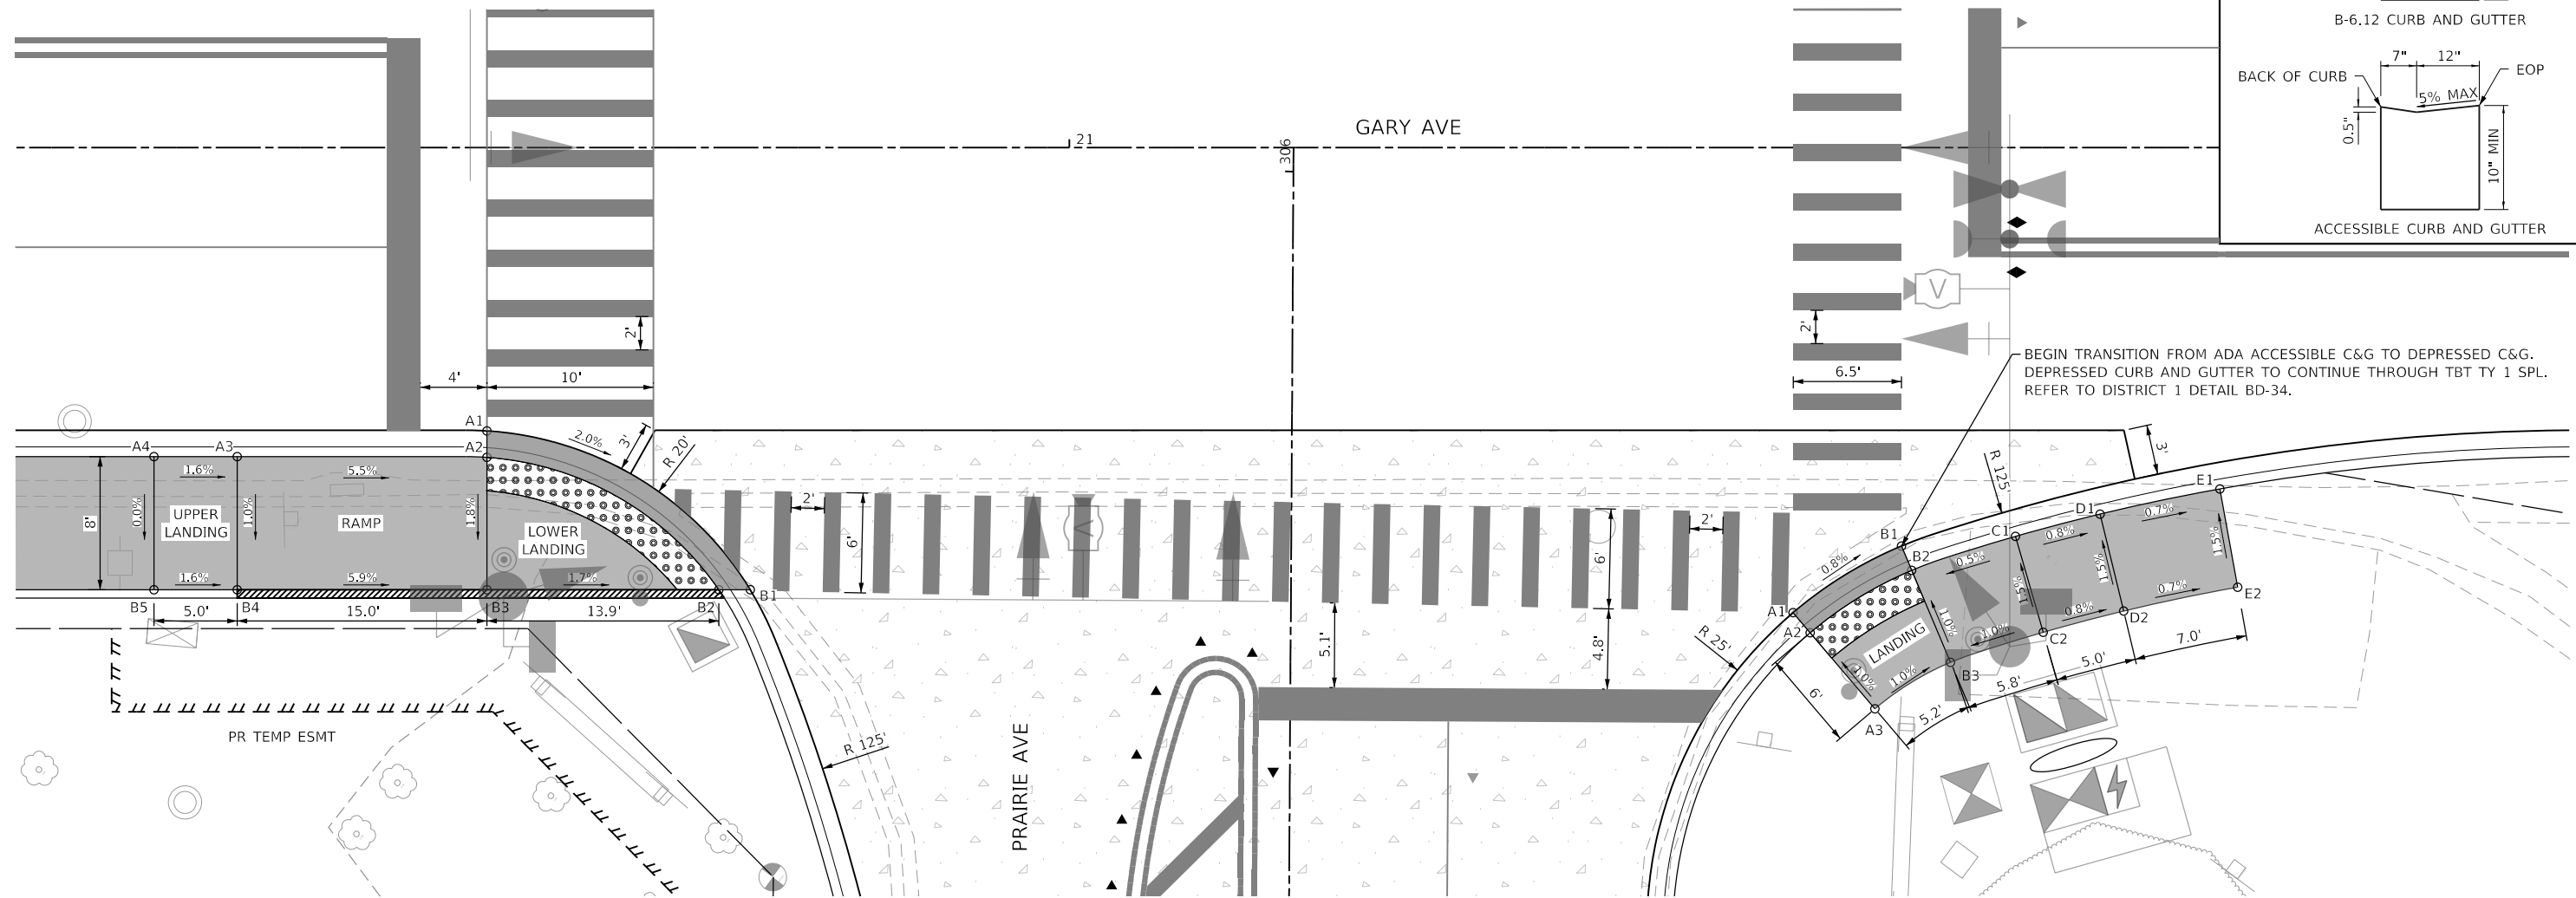 B-6.12 CURB AND GUTTER
7"
12"
BACK OF CURB
EOP
5% MAX
0.5"
10" MIN
ACCESSIBLE CURB AND GUTTER
GARY AVE
21
306
V
2'
2'
BEGIN TRANSITION FROM ADA ACCESSIBLE C&G TO DEPRESSED C&G.
DEPRESSED CURB AND GUTTER TO CONTINUE THROUGH TBT TY 1 SPL.
REFER TO DISTRICT 1 DETAIL BD-34.
4'
10'
6.5'
A1
A4
A3
A2
2.0%
3'
R 20'
R 125'
3'
1.6%
5.5%
8'
0.0%
UPPER
LANDING
1.0%
RAMP
1.8%
LOWER
LANDING
1.6%
5.9%
1.7%
B5
B4
B3
B2
B1
5.0'
15.0'
13.9'
2'
6'
V
2'
6'
5.1'
4.8'
E1
D1
C1
B1
B2
0.7%
0.8%
0.5%
0.8%
1.5%
1.5%
1.5%
A1
A2
LANDING
1.0%
1.0%
1.0%
1.0%
0.8%
0.7%
E2
D2
C2
B3
A3
R 25'
6'
5.2'
5.8'
5.0'
7.0'
PR TEMP ESMT
R 125'
PRAIRIE AVE